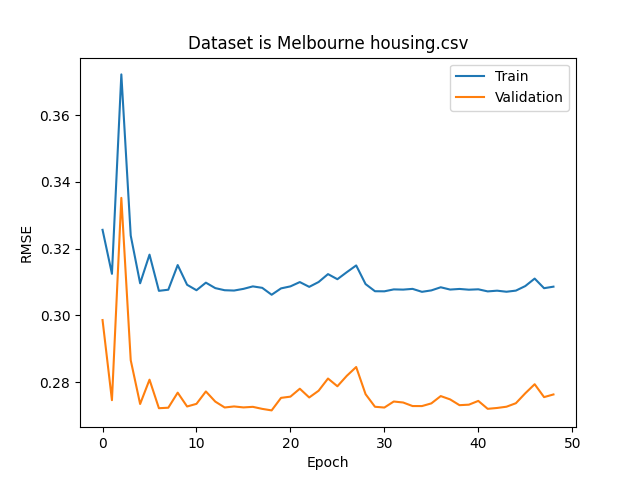 Dataset is Melbourne housing.csv
Train
Validation
0.36
0.34
0.32
0.30
0.28
RMSE
0 10 20 30 40 50
Epoch